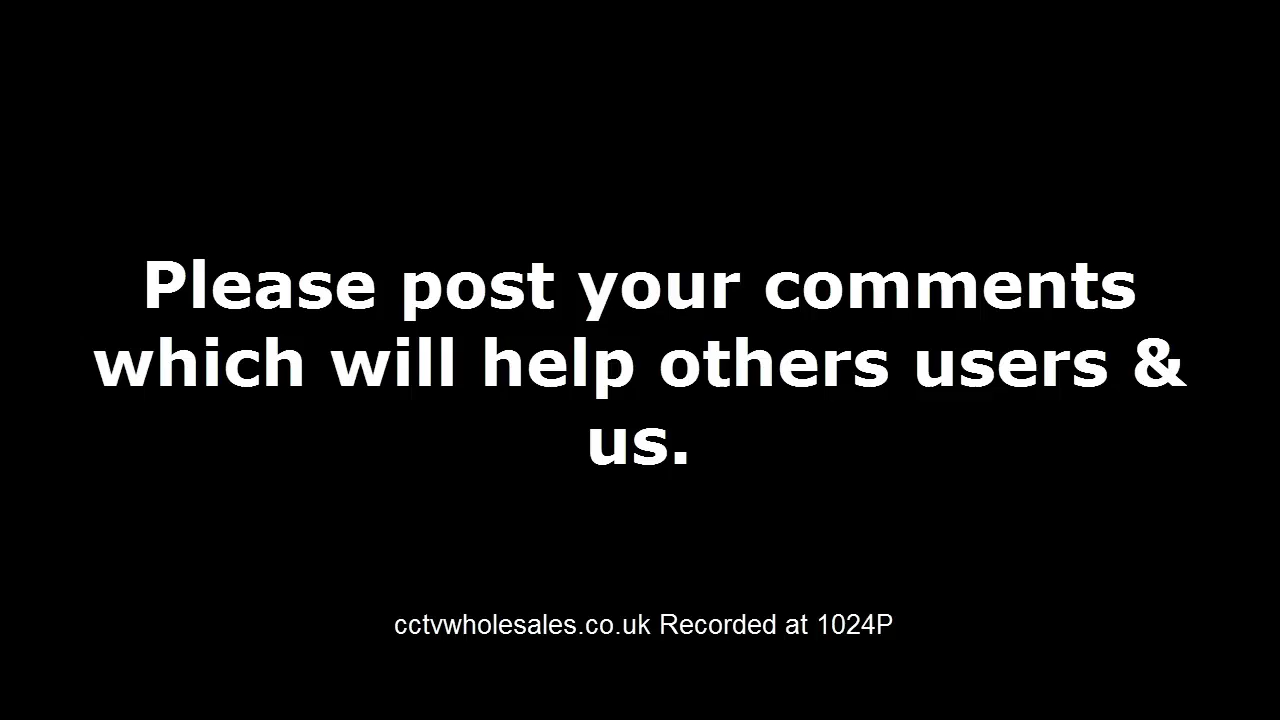 Please post your comments
which will help others users &
us.
cctvwholesales.co.uk Recorded at 1024P